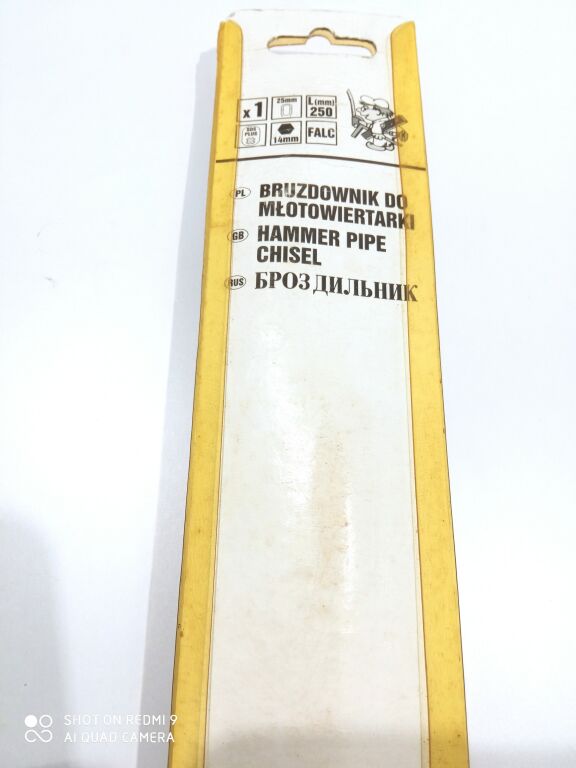 x 1
25mm
L(mm)
250
SDS
PLUS
14mm
FALC
PL BRUZDOWNIK DO
MŁOTOWIERTARKI
GB HAMMER PIPE
CHISEL
RUS БРОЗДИЛЬНИК
SHOT ON REDMI 9
AI QUAD CAMERA